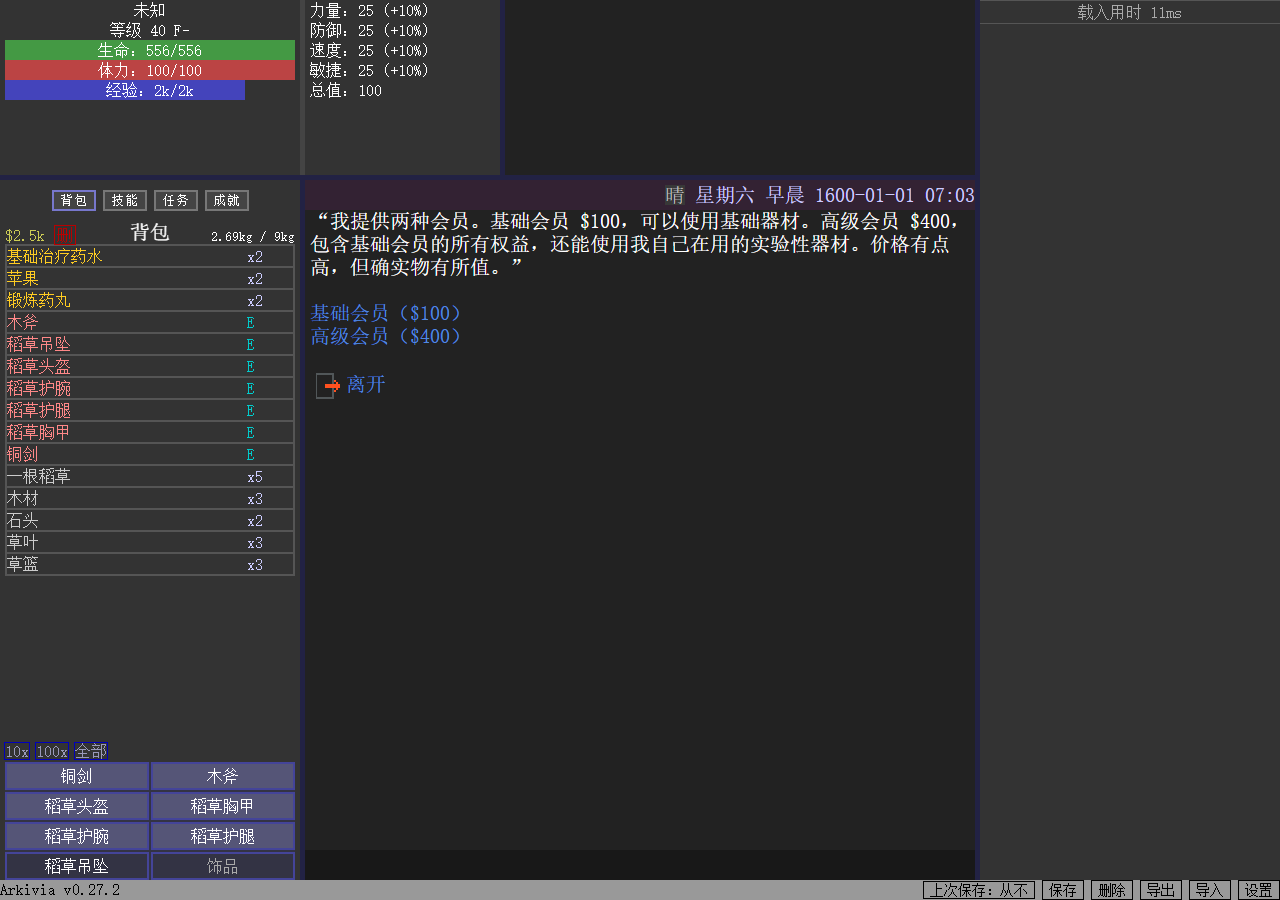 未知
等级 40 F-
生命: 556/556
体力: 100/100
经验: 2k/2k
力量: 25 (+10%)
防御: 25 (+10%)
速度: 25 (+10%)
敏捷: 25 (+10%)
总值: 100
载入用时 11ms
背包 技能 任务 成就
$2.5k 日 背包 2.69kg / 9kg
基础治疗药水 x2
苹果 x2
锻炼药丸 x2
木斧 E
稻草吊坠 E
稻草头盔 E
稻草护腕 E
稻草护腿 E
稻草胸甲 E
铜剑 E
一根稻草 x5
木材 x3
石头 x2
草叶 x3
草篮 x3
10x 100x 全部
铜剑 木斧
稻草头盔 稻草胸甲
稻草护腕 稻草护腿
稻草吊坠 饰品
晴 星期六 早晨 1600-01-01 07:03
“我提供两种会员。基础会员 $100，可以使用基础器材。高级会员 $400，
包含基础会员的所有权益，还能使用我自己在用的实验性器材。价格有点
高，但确实物有所值。”
基础会员（$100）
高级会员（$400）
离开
Arkivia v0.27.2
上次保存: 从不 保存 删除 导出 导入 设置